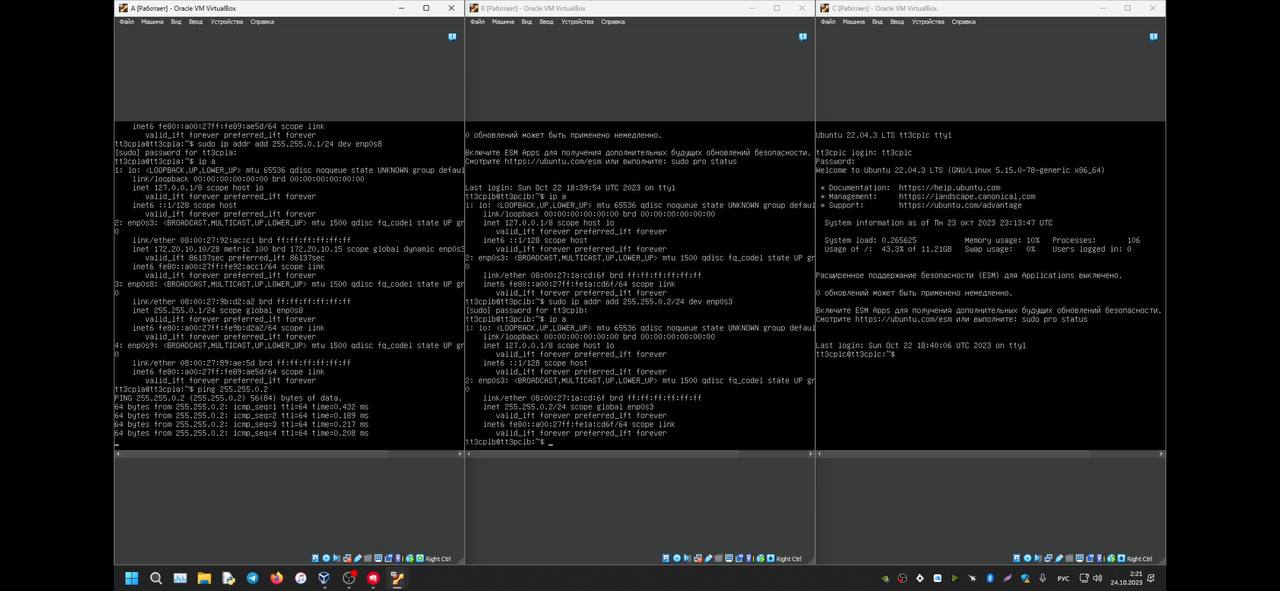 A [Работает] - Oracle VM VirtualBox
Файл Машина Вид Ввод Устройства Справка
inet6 fe80::a00:27ff:fe89:ae5d/64 scope link
valid_lft forever preferred_lft forever
tt3cpla@tt3cpla:~$ sudo ip addr add 255.255.0.1/24 dev enp0s8
[sudo] password for tt3cpla:
tt3cpla@tt3cpla:~$ ip a
1: lo: <LOOPBACK,UP,LOWER_UP> mtu 65536 qdisc noqueue state UNKNOWN group defaul
link/loopback 00:00:00:00:00:00 brd 00:00:00:00:00:00
inet 127.0.0.1/8 scope host lo
valid_lft forever preferred_lft forever
inet6 ::1/128 scope host
valid_lft forever preferred_lft forever
2: enp0s3: <BROADCAST,MULTICAST,UP,LOWER_UP> mtu 1500 qdisc fq_codel state UP gr
0
link/ether 08:00:27:92:ac:c1 brd ff:ff:ff:ff:ff:ff
inet 172.20.10.10/28 metric 100 brd 172.20.10.15 scope global dynamic enp0s3
valid_lft 86137sec preferred_lft 86137sec
inet6 fe80::a00:27ff:fe92:acc1/64 scope link
valid_lft forever preferred_lft forever
3: enp0s8: <BROADCAST,MULTICAST,UP,LOWER_UP> mtu 1500 qdisc fq_codel state UP gr
0
link/ether 08:00:27:9b:d2:a2 brd ff:ff:ff:ff:ff:ff
inet 255.255.0.1/24 scope global enp0s8
valid_lft forever preferred_lft forever
inet6 fe80::a00:27ff:fe9b:d2a2/64 scope link
valid_lft forever preferred_lft forever
4: enp0s9: <BROADCAST,MULTICAST,UP,LOWER_UP> mtu 1500 qdisc fq_codel state UP gr
0
link/ether 08:00:27:89:ae:5d brd ff:ff:ff:ff:ff:ff
inet6 fe80::a00:27ff:fe89:ae5d/64 scope link
valid_lft forever preferred_lft forever
tt3cpla@tt3cpla:~$ ping 255.255.0.2
PING 255.255.0.2 (255.255.0.2) 56(84) bytes of data.
64 bytes from 255.255.0.2: icmp_seq=1 ttl=64 time=0.432 ms
64 bytes from 255.255.0.2: icmp_seq=2 ttl=64 time=0.189 ms
64 bytes from 255.255.0.2: icmp_seq=3 ttl=64 time=0.217 ms
64 bytes from 255.255.0.2: icmp_seq=4 ttl=64 time=0.208 ms
Right Ctrl
B [Работает] - Oracle VM VirtualBox
Файл Машина Вид Ввод Устройства Справка
0 обновлений может быть применено немедленно.
Включите ESM Apps для получения дополнительных будущих обновлений безопасности.
Смотрите https://ubuntu.com/esm или выполните: sudo pro status
Last login: Sun Oct 22 18:39:54 UTC 2023 on tty1
tt3cplb@tt3cplb:~$ ip a
1: lo: <LOOPBACK,UP,LOWER_UP> mtu 65536 qdisc noqueue state UNKNOWN group defaul
link/loopback 00:00:00:00:00:00 brd 00:00:00:00:00:00
inet 127.0.0.1/8 scope host lo
valid_lft forever preferred_lft forever
inet6 ::1/128 scope host
valid_lft forever preferred_lft forever
2: enp0s3: <BROADCAST,MULTICAST,UP,LOWER_UP> mtu 1500 qdisc fq_codel state UP gr
0
link/ether 08:00:27:1a:cd:6f brd ff:ff:ff:ff:ff:ff
inet6 fe80::a00:27ff:fe1a:cd6f/64 scope link
valid_lft forever preferred_lft forever
tt3cplb@tt3cplb:~$ sudo ip addr add 255.255.0.2/24 dev enp0s3
[sudo] password for tt3cplb:
tt3cplb@tt3cplb:~$ ip a
1: lo: <LOOPBACK,UP,LOWER_UP> mtu 65536 qdisc noqueue state UNKNOWN group defaul
link/loopback 00:00:00:00:00:00 brd 00:00:00:00:00:00
inet 127.0.0.1/8 scope host lo
valid_lft forever preferred_lft forever
inet6 ::1/128 scope host
valid_lft forever preferred_lft forever
2: enp0s3: <BROADCAST,MULTICAST,UP,LOWER_UP> mtu 1500 qdisc fq_codel state UP gr
0
link/ether 08:00:27:1a:cd:6f brd ff:ff:ff:ff:ff:ff
inet 255.255.0.2/24 scope global enp0s3
valid_lft forever preferred_lft forever
inet6 fe80::a00:27ff:fe1a:cd6f/64 scope link
valid_lft forever preferred_lft forever
tt3cplb@tt3cplb:~$ _
Right Ctrl
C [Работает] - Oracle VM VirtualBox
Файл Машина Вид Ввод Устройства Справка
Ubuntu 22.04.3 LTS tt3cplc tty1
tt3cplc login: tt3cplc
Password:
Welcome to Ubuntu 22.04.3 LTS (GNU/Linux 5.15.0-78-generic x86_64)
* Documentation: https://help.ubuntu.com
* Management: https://landscape.canonical.com
* Support: https://ubuntu.com/advantage
System information as of Пн 23 окт 2023 23:13:47 UTC
System load: 0.265625 Memory usage: 10% Processes: 106
Usage of /: 43.3% of 11.21GB Swap usage: 0% Users logged in: 0
Расширенное поддержание безопасности (ESM) для Applications выключено.
0 обновлений может быть применено немедленно.
Включите ESM Apps для получения дополнительных будущих обновлений безопасности.
Смотрите https://ubuntu.com/esm или выполните: sudo pro status
Last login: Sun Oct 22 18:40:06 UTC 2023 on tty1
tt3cplc@tt3cplc:~$
Right Ctrl
РУС
2:21
24.10.2023